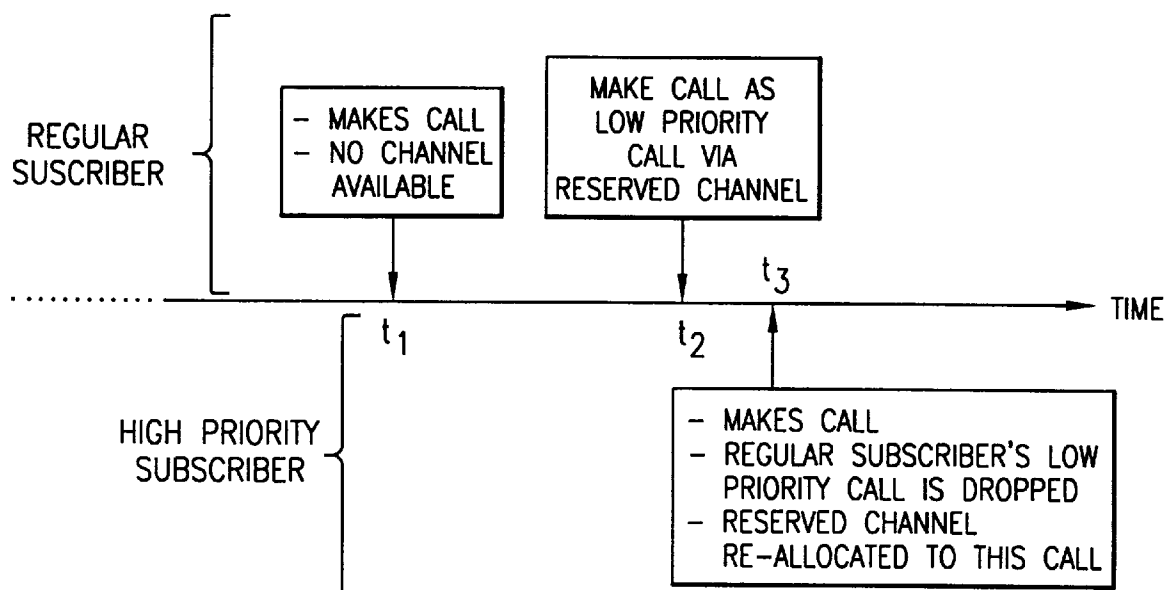 REGULAR
SUSCRIBER
- MAKES CALL
- NO CHANNEL
AVAILABLE
MAKE CALL AS
LOW PRIORITY
CALL VIA
RESERVED CHANNEL
t3
TIME
t1
t2
HIGH PRIORITY
SUBSCRIBER
- MAKES CALL
- REGULAR SUBSCRIBER'S LOW
PRIORITY CALL IS DROPPED
- RESERVED CHANNEL
RE-ALLOCATED TO THIS CALL